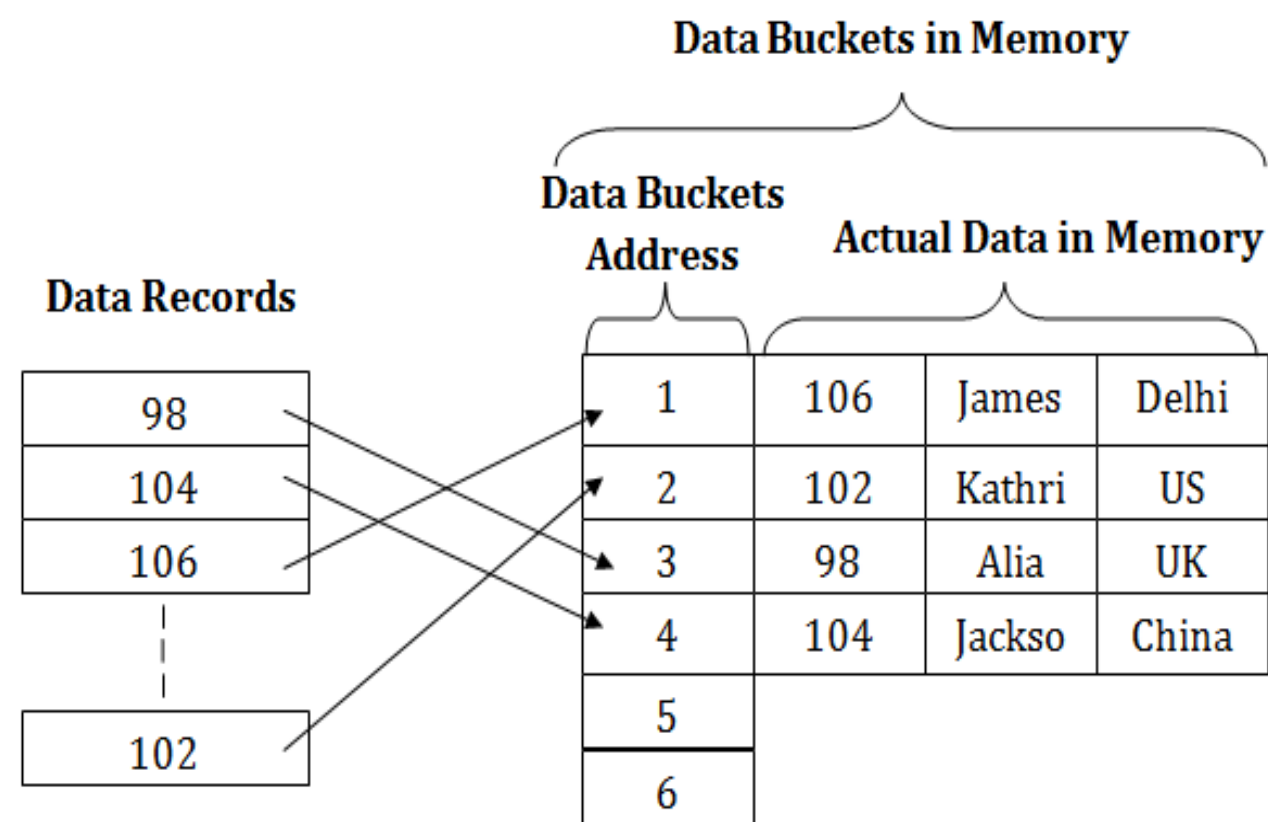 Data Buckets in Memory
Data Buckets
Address
Actual Data in Memory
Data Records
98
104
106
102
1 106 James Delhi
2 102 Kathri US
3 98 Alia UK
4 104 Jackso China
5
6